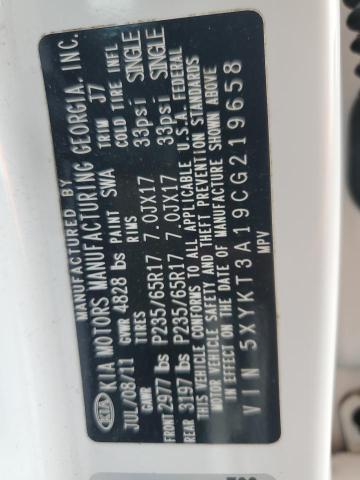 MANUFACTURED BY
KIA KIA MOTORS MANUFACTURING GEORGIA, INC.
JUL/08/11 GVWR 4828 lbs PAINT SWA TRIM J7
GAWR TIRES RIMS COLD TIRE INFL
FRONT 2977 lbs P235/65R17 7.0JX17 33psi SINGLE
REAR 3197 lbs P235/65R17 7.0JX17 33psi SINGLE
THIS VEHICLE CONFORMS TO ALL APPLICABLE U.S.A FEDERAL
MOTOR VEHICLE SAFETY AND THEFT PREVENTION STANDARDS
IN EFFECT ON THE DATE OF MANUFACTURE SHOWN ABOVE
VIN 5XYKT3A19CG219658
MPV